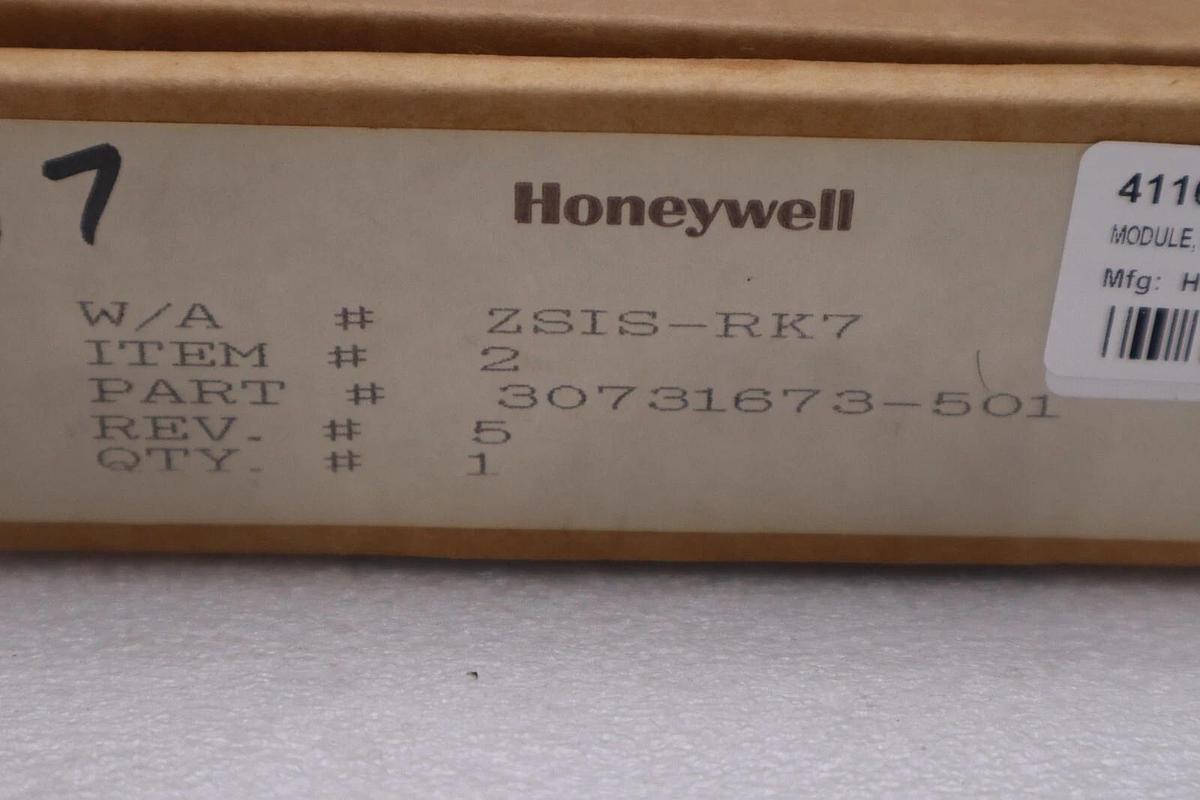 7
Honeywell
W/A # ZSIS-RK7
ITEM # 2
PART # 30731673-501
REV. # 5
QTY. # 1
411
MODULE,
Mfg: H